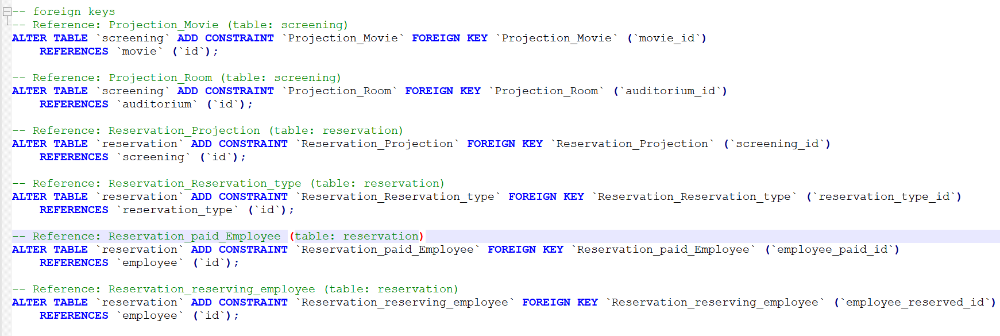 -- foreign keys
-- Reference: Projection_Movie (table: screening)
ALTER TABLE `screening` ADD CONSTRAINT `Projection_Movie` FOREIGN KEY `Projection_Movie` (`movie_id`)
    REFERENCES `movie` (`id`);

-- Reference: Projection_Room (table: screening)
ALTER TABLE `screening` ADD CONSTRAINT `Projection_Room` FOREIGN KEY `Projection_Room` (`auditorium_id`)
    REFERENCES `auditorium` (`id`);

-- Reference: Reservation_Projection (table: reservation)
ALTER TABLE `reservation` ADD CONSTRAINT `Reservation_Projection` FOREIGN KEY `Reservation_Projection` (`screening_id`)
    REFERENCES `screening` (`id`);

-- Reference: Reservation_Reservation_type (table: reservation)
ALTER TABLE `reservation` ADD CONSTRAINT `Reservation_Reservation_type` FOREIGN KEY `Reservation_Reservation_type` (`reservation_type_id`)
    REFERENCES `reservation_type` (`id`);

-- Reference: Reservation_paid_Employee (table: reservation)
ALTER TABLE `reservation` ADD CONSTRAINT `Reservation_paid_Employee` FOREIGN KEY `Reservation_paid_Employee` (`employee_paid_id`)
    REFERENCES `employee` (`id`);

-- Reference: Reservation_reserving_employee (table: reservation)
ALTER TABLE `reservation` ADD CONSTRAINT `Reservation_reserving_employee` FOREIGN KEY `Reservation_reserving_employee` (`employee_reserved_id`)
    REFERENCES `employee` (`id`);